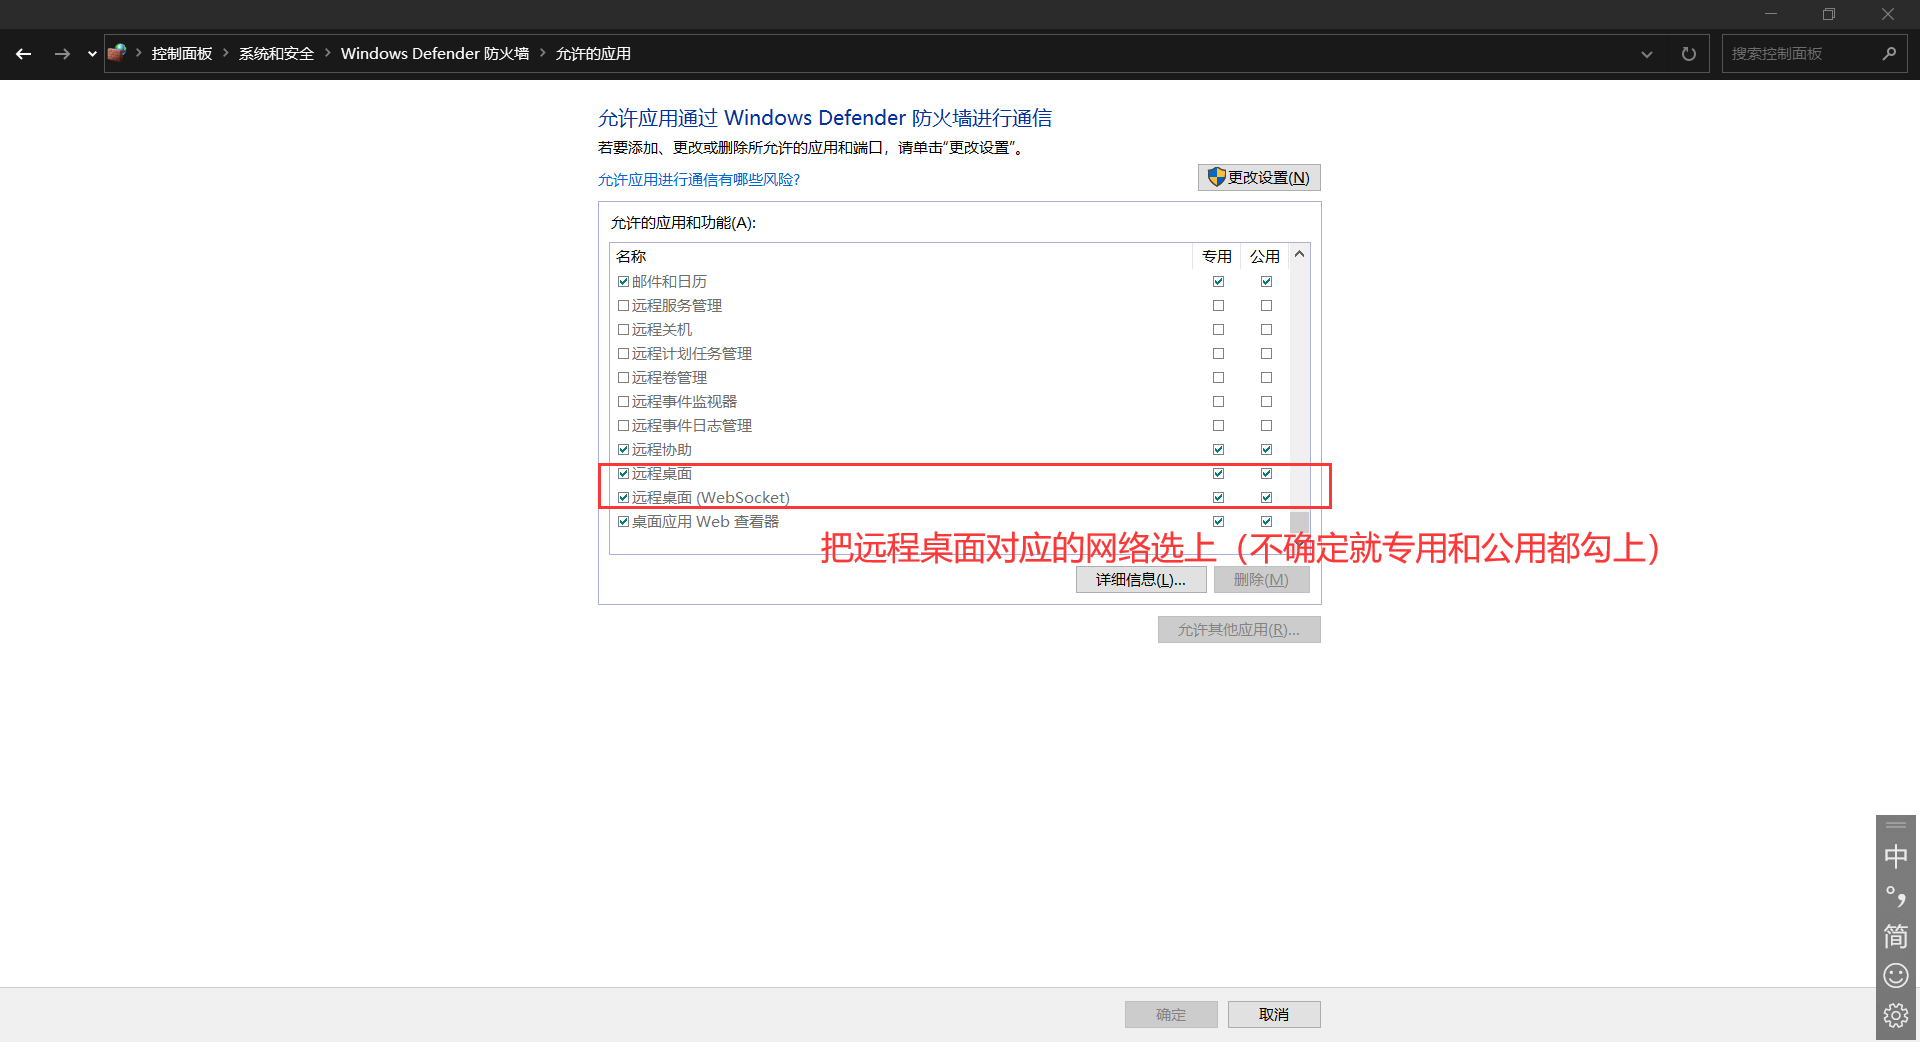 控制面板 > 系统和安全 > Windows Defender 防火墙 > 允许的应用
搜索控制面板
允许应用通过 Windows Defender 防火墙进行通信
若要添加、更改或删除所允许的应用和端口，请单击“更改设置”。
允许应用进行通信有哪些风险?
更改设置(N)
允许的应用和功能(A):
名称 专用 公用
邮件和日历
远程服务管理
远程关机
远程计划任务管理
远程卷管理
远程事件监视器
远程事件日志管理
远程协助
远程桌面
远程桌面 (WebSocket)
桌面应用 Web 查看器
把远程桌面对应的网络选上（不确定就专用和公用都勾上）
详细信息(L)... 删除(M)
允许其他应用(R)...
中
°,
简
确定 取消